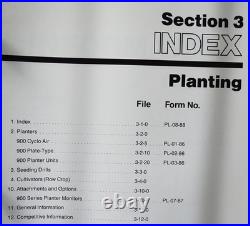 Section 3
INDEX
Planting
File Form No.
1. Index 3-1-0 PL-08-88
2. Planters 3-2-0
900 Cyclo Air 3-2-5 PL-01-86
900 Plate-Type 3-2-10 PL-02-86
900 Planter Units 3-2-20 PL-03-86
3. Seeding Drills 3-3-0
4. Cultivators (Row Crop) 3-4-0
10. Attachments and Options 3-10-0
900 Series Planter Monitors PL-07-87
11. General Information 3-11-0
12. Competitive Information 3-12-0
www.thebookmanuals.com